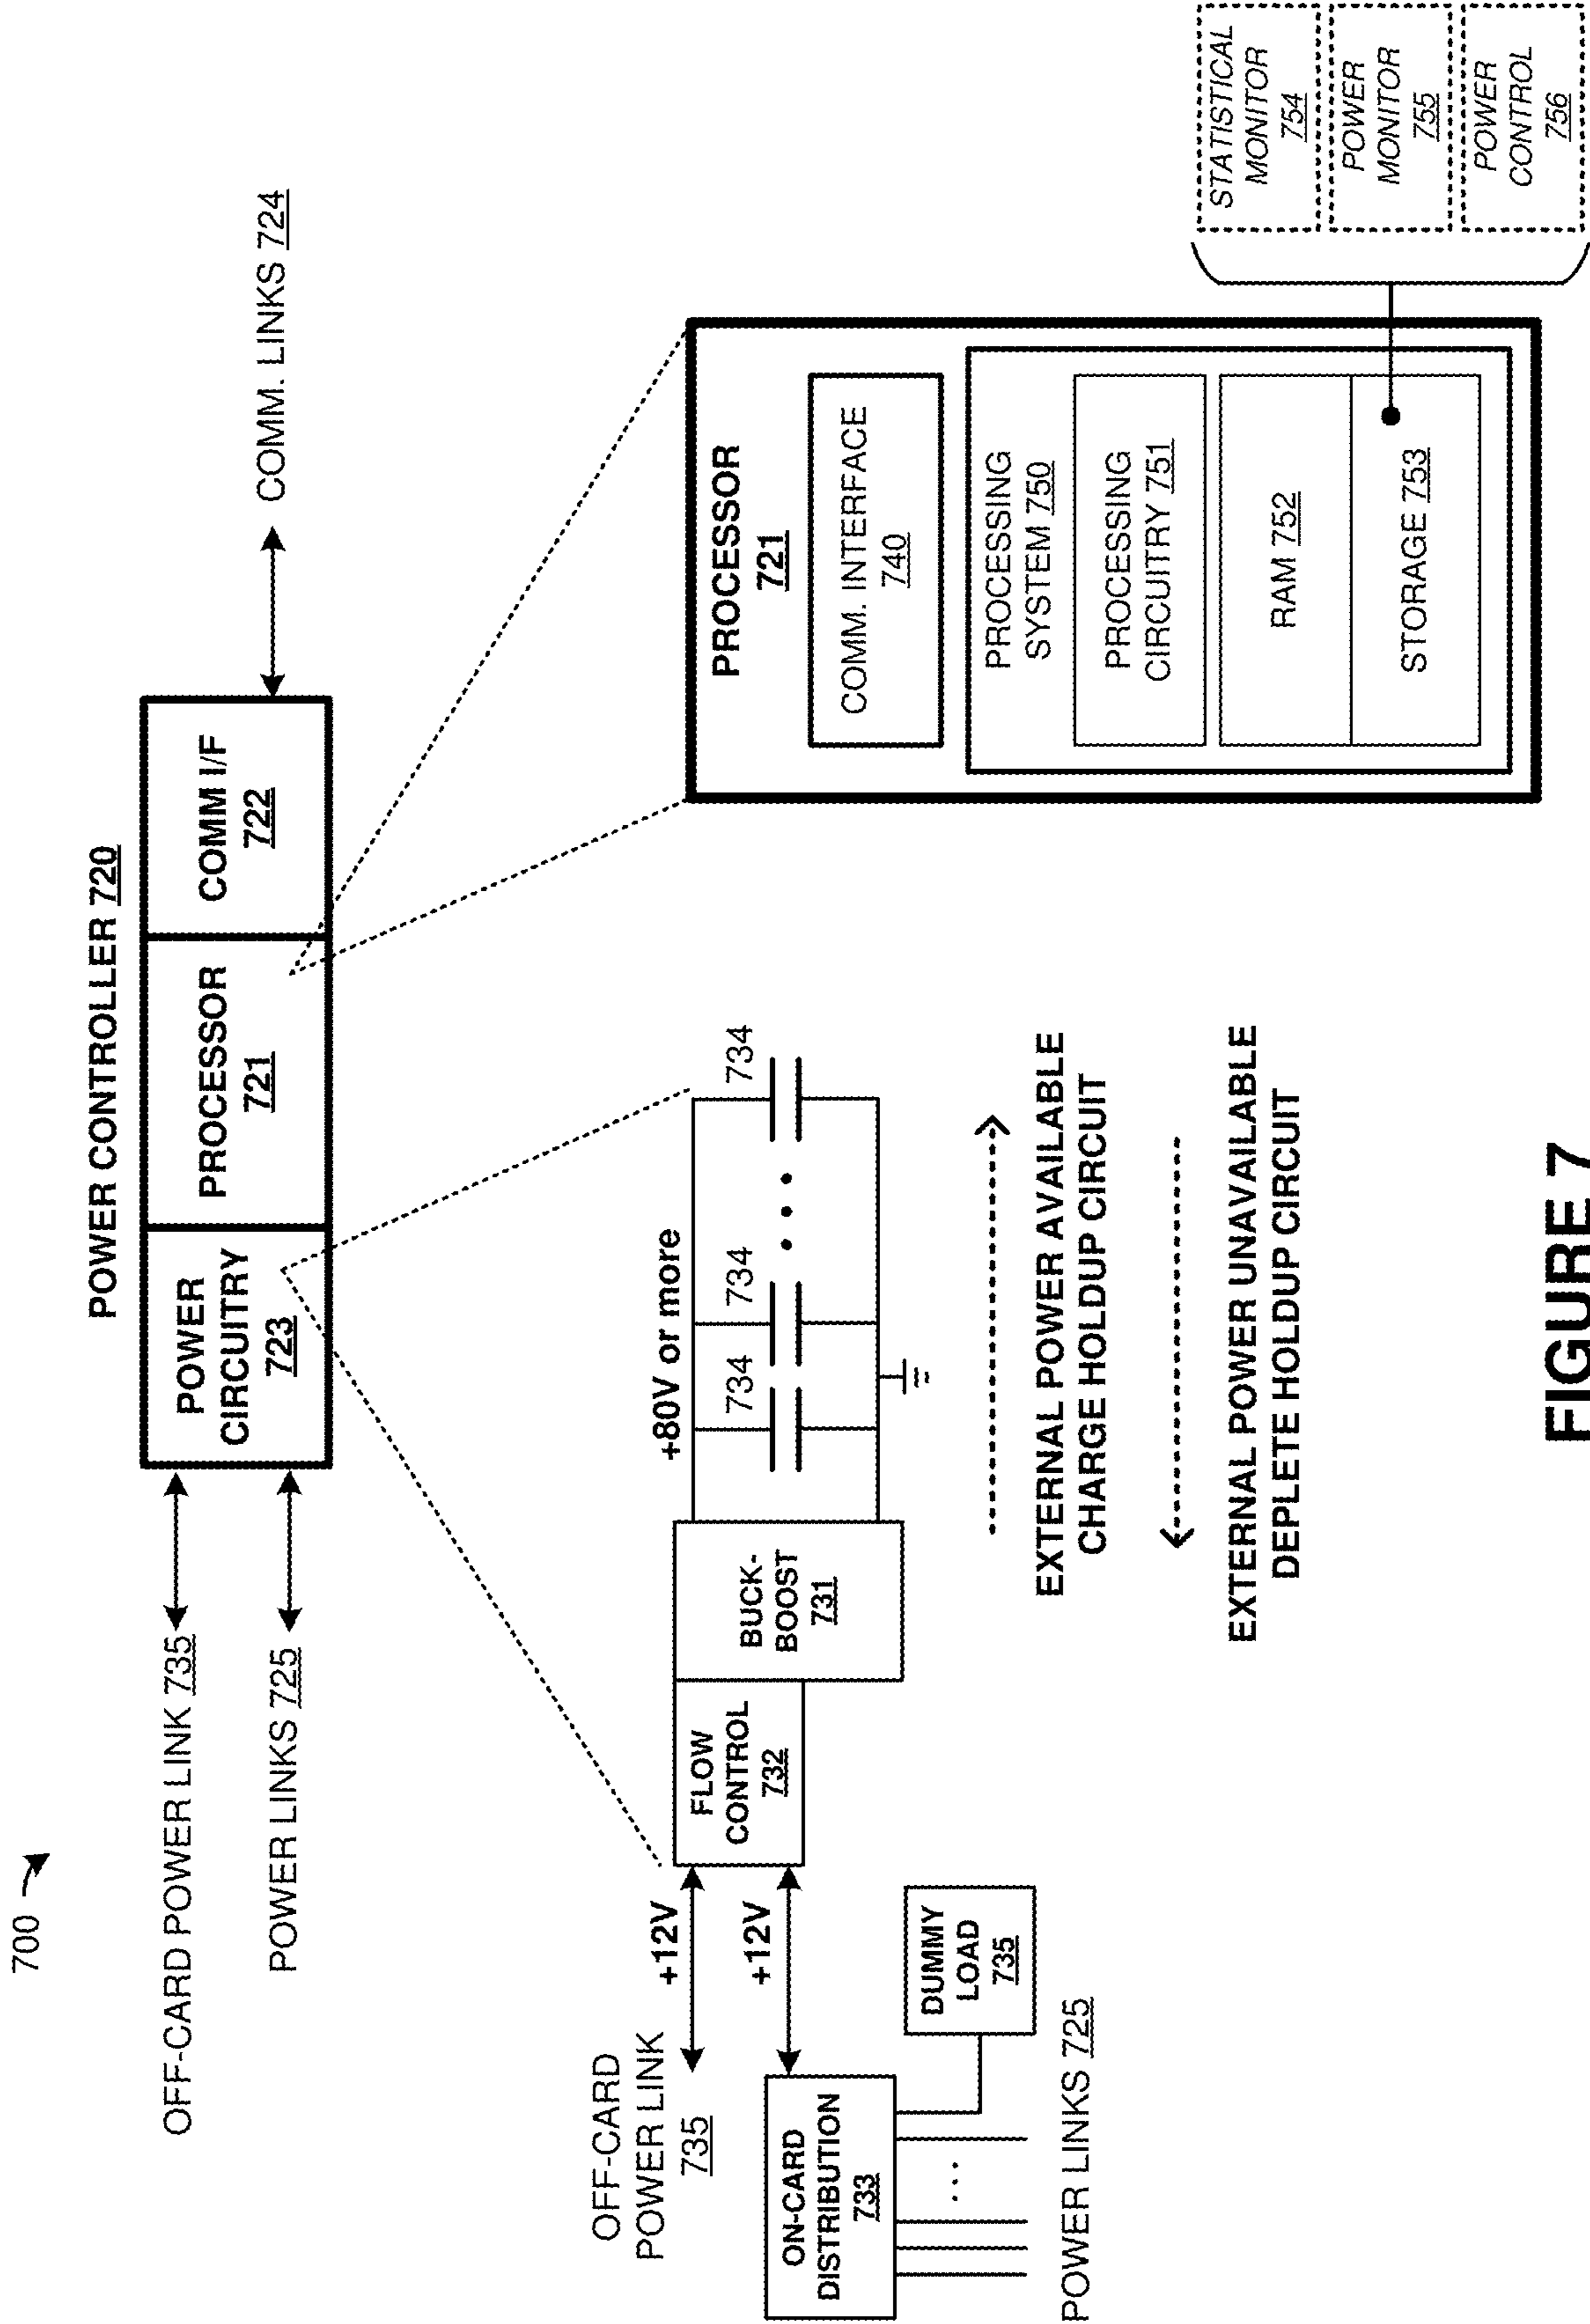 700
POWER CONTROLLER 720
OFF-CARD POWER LINK 735
POWER LINKS 725
POWER
CIRCUITRY
723
PROCESSOR
721
COMM I/F
722
COMM. LINKS 724
OFF-CARD
POWER LINK
735
+12V
+12V
FLOW
CONTROL
732
BUCK-
BOOST
731
+80V or more
734
734
734
ON-CARD
DISTRIBUTION
733
DUMMY
LOAD
735
POWER LINKS 725
EXTERNAL POWER AVAILABLE
CHARGE HOLDUP CIRCUIT
EXTERNAL POWER UNAVAILABLE
DEPLETE HOLDUP CIRCUIT
PROCESSOR
721
COMM. INTERFACE
740
PROCESSING
SYSTEM 750
PROCESSING
CIRCUITRY 751
RAM 752
STORAGE 753
STATISTICAL
MONITOR
754
POWER
MONITOR
755
POWER
CONTROL
756
FIGURE 7